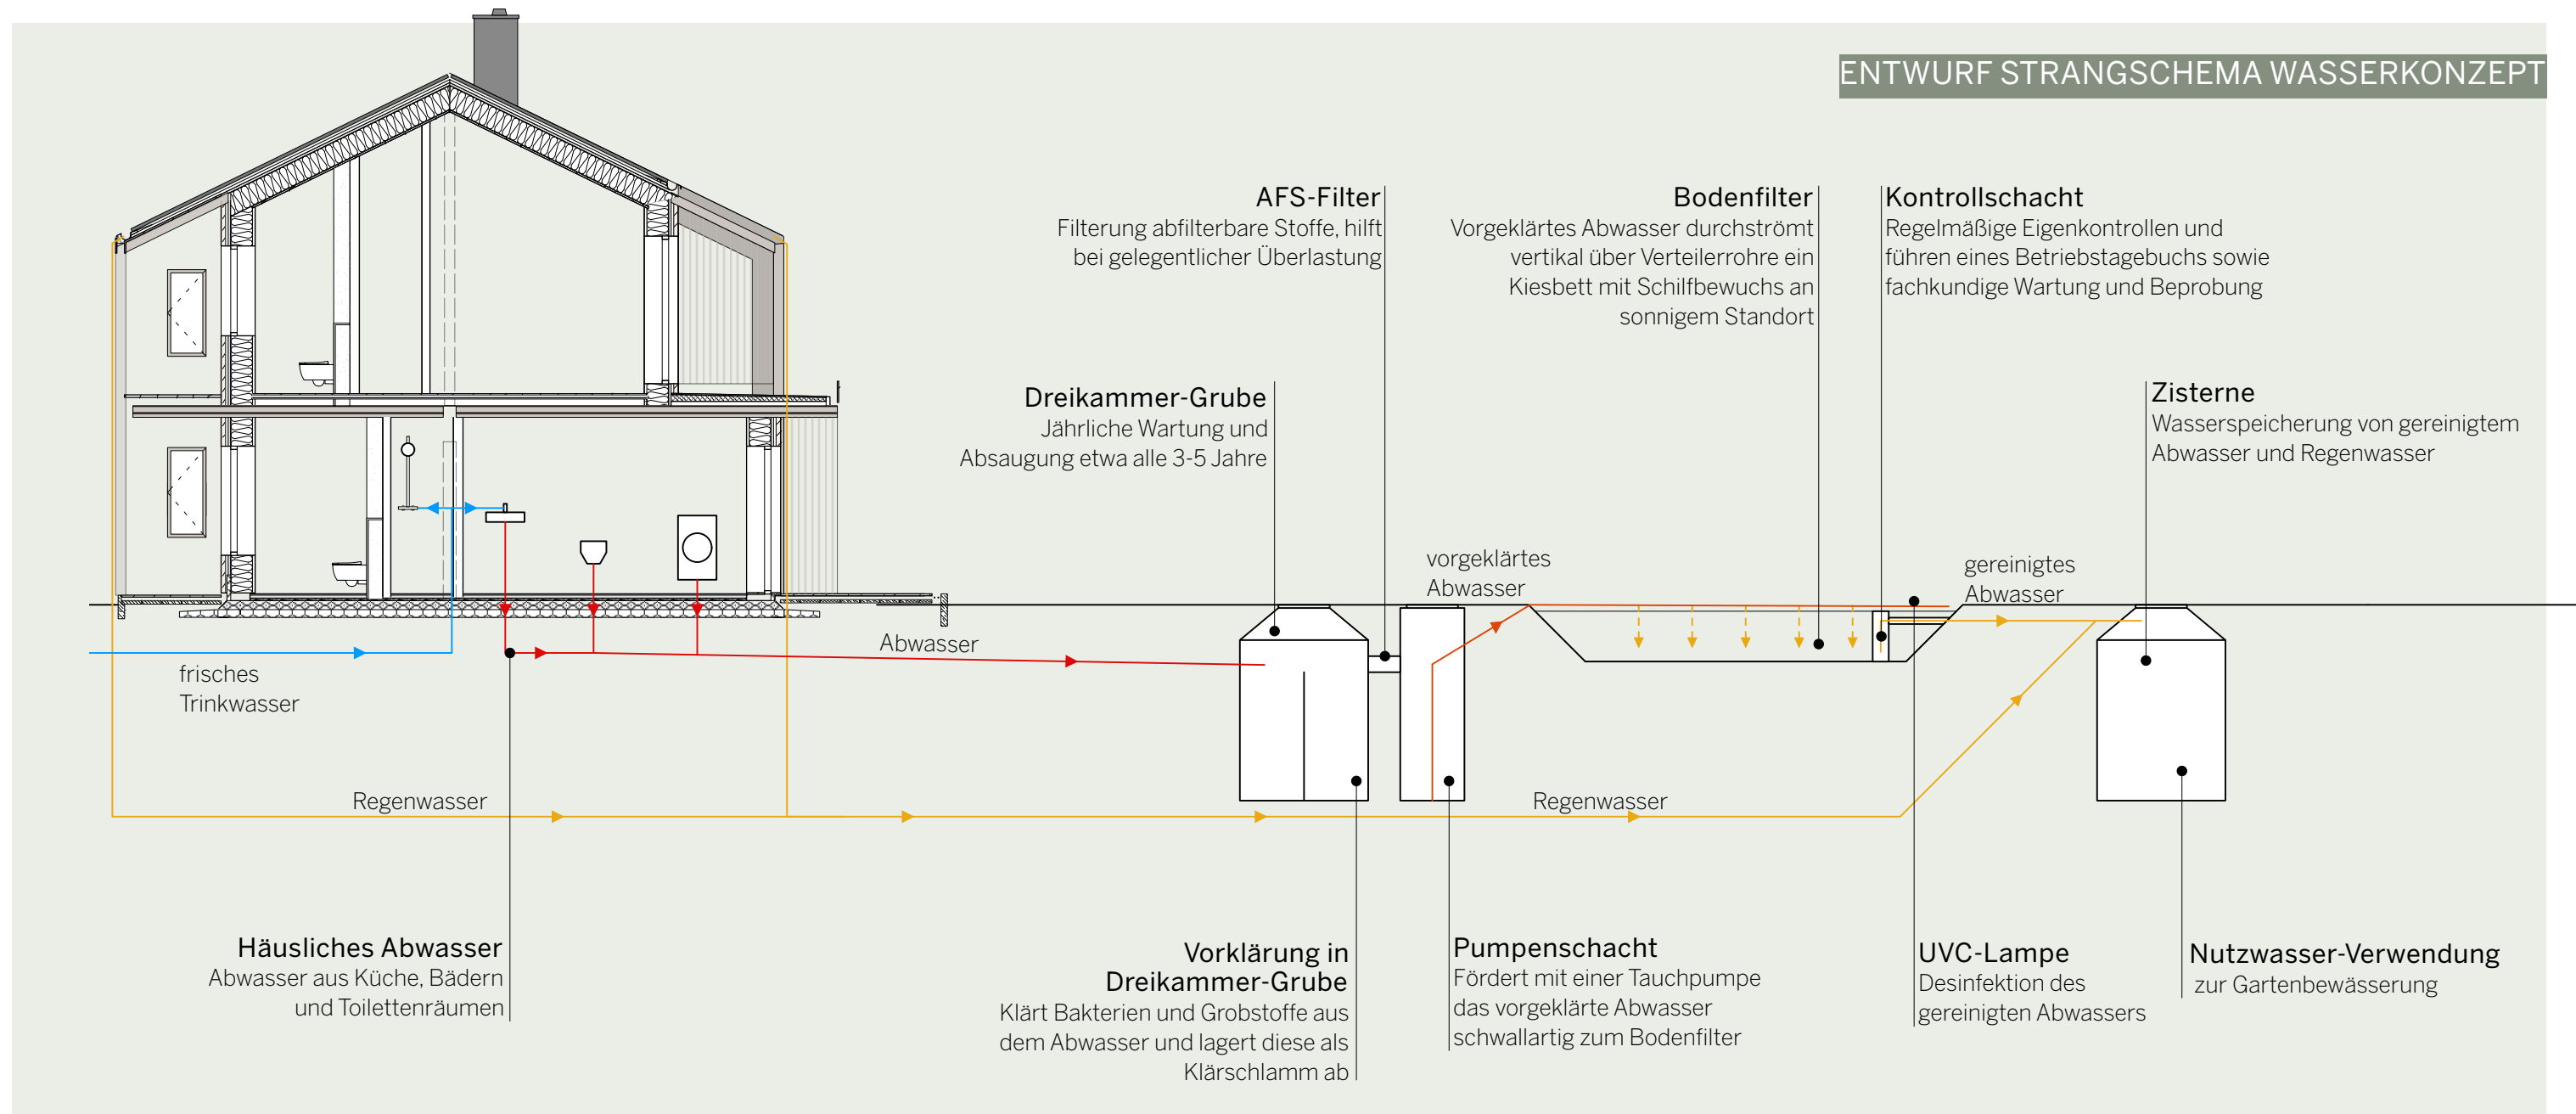 ENTWURF STRANGSCHEMA WASSERKONZEPT
AFS-Filter
Filterung abfilterbare Stoffe, hilft
bei gelegentlicher Überlastung
Bodenfilter
Vorgeklärtes Abwasser durchströmt
vertikal über Verteilerrohre ein
Kiesbett mit Schilfbewuchs an
sonnigem Standort
Kontrollschacht
Regelmäßige Eigenkontrollen und
führen eines Betriebstagebuchs sowie
fachkundige Wartung und Beprobung
Dreikammer-Grube
Jährliche Wartung und
Absaugung etwa alle 3-5 Jahre
Zisterne
Wasserspeicherung von gereinigtem
Abwasser und Regenwasser
vorgeklärtes
Abwasser
gereinigtes
Abwasser
Abwasser
frisches
Trinkwasser
Regenwasser
Regenwasser
Häusliches Abwasser
Abwasser aus Küche, Bädern
und Toilettenräumen
Vorklärung in
Dreikammer-Grube
Klärt Bakterien und Grobstoffe aus
dem Abwasser und lagert diese als
Klärschlamm ab
Pumpenschacht
Fördert mit einer Tauchpumpe
das vorgeklärte Abwasser
schwallartig zum Bodenfilter
UVC-Lampe
Desinfektion des
gereinigten Abwassers
Nutzwasser-Verwendung
zur Gartenbewässerung